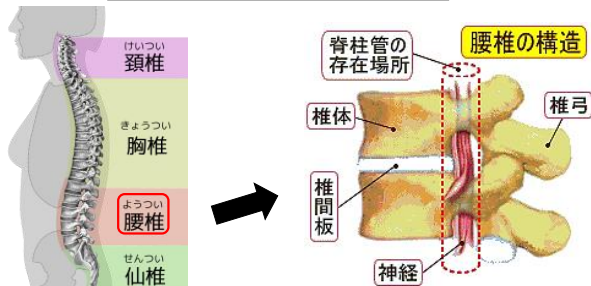 けいつい
頚椎
きょうつい
胸椎
ようつい
腰椎
せんつい
仙椎
腰椎の構造
脊柱管の
存在場所
椎体
椎弓
椎間板
神経